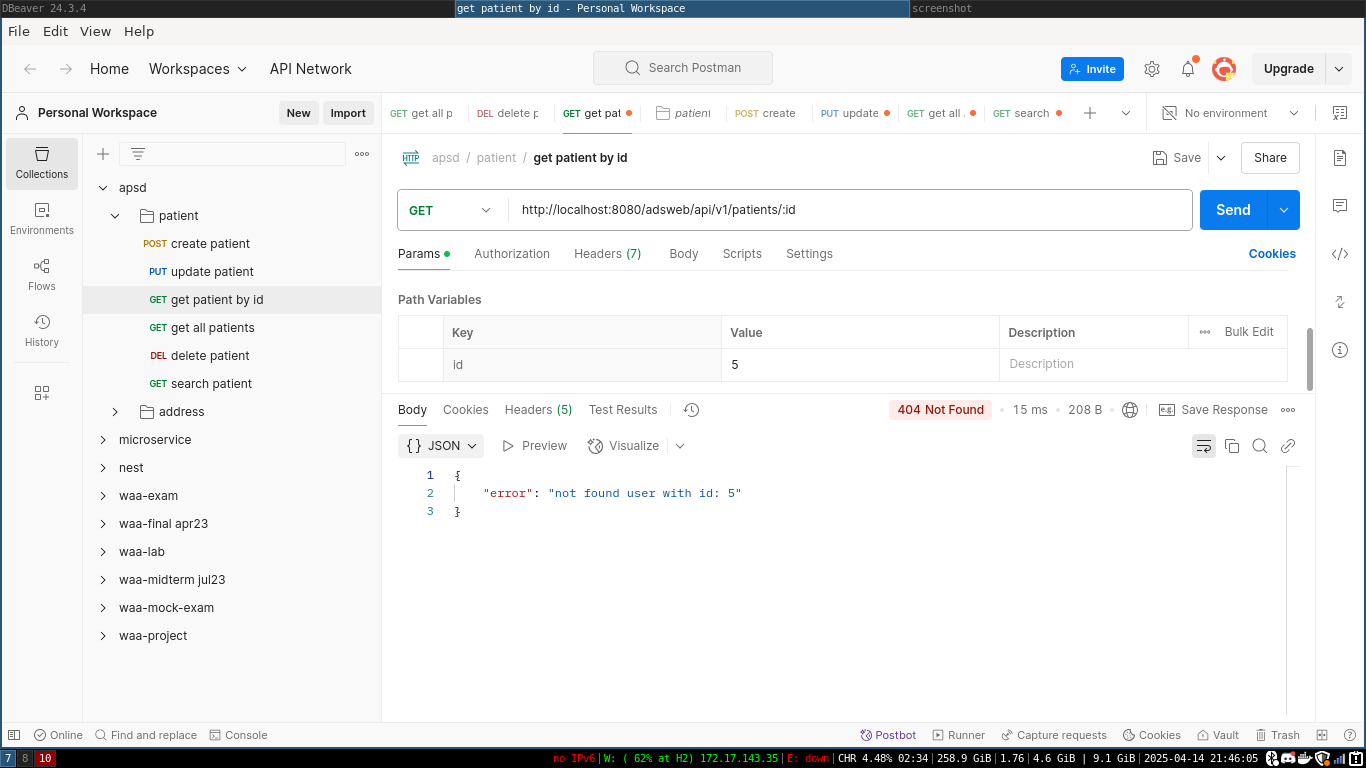 DBeaver 24.3.4 get patient by id - Personal Workspace screenshot
File Edit View Help
Home Workspaces API Network Search Postman Invite Upgrade
Personal Workspace New Import GET get all p DEL delete p GET get pat patient POST create PUT update GET get all. GET search No environment
Collections
apsd / patient / get patient by id Save Share
apsd
patient
GET http://localhost:8080/adsweb/api/v1/patients/:id Send
Environments
POST create patient
Params Authorization Headers (7) Body Scripts Settings Cookies
PUT update patient
Flows
GET get patient by id
Path Variables
GET get all patients
Key Value Description Bulk Edit
History
DEL delete patient
id 5 Description
GET search patient
address
Body Cookies Headers (5) Test Results 404 Not Found 15 ms 208 B e.g. Save Response
microservice
{} JSON Preview Visualize
nest
1 {
waa-exam
2 "error": "not found user with id: 5"
3 }
waa-final apr23
waa-lab
waa-midterm jul23
waa-mock-exam
waa-project
Online Find and replace Console Postbot Runner Capture requests Cookies Vault Trash
7 8 10 no IPv6|W: ( 62% at H2) 172.17.143.35|E: down|CHR 4.48% 02:34|258.9 GiB|1.76|4.6 GiB | 9.1 GiB|2025-04-14 21:46:05